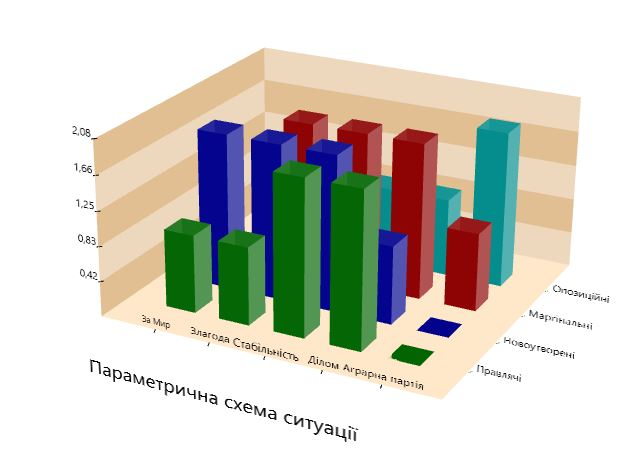 2,08
1,66
1,25
0,83
0,42
За Мир
Злагода
Стабільність
Ділом
Аграрна партія
Опозиційні
Маргінальні
Новоутворені
Правлячі
Параметрична схема ситуації